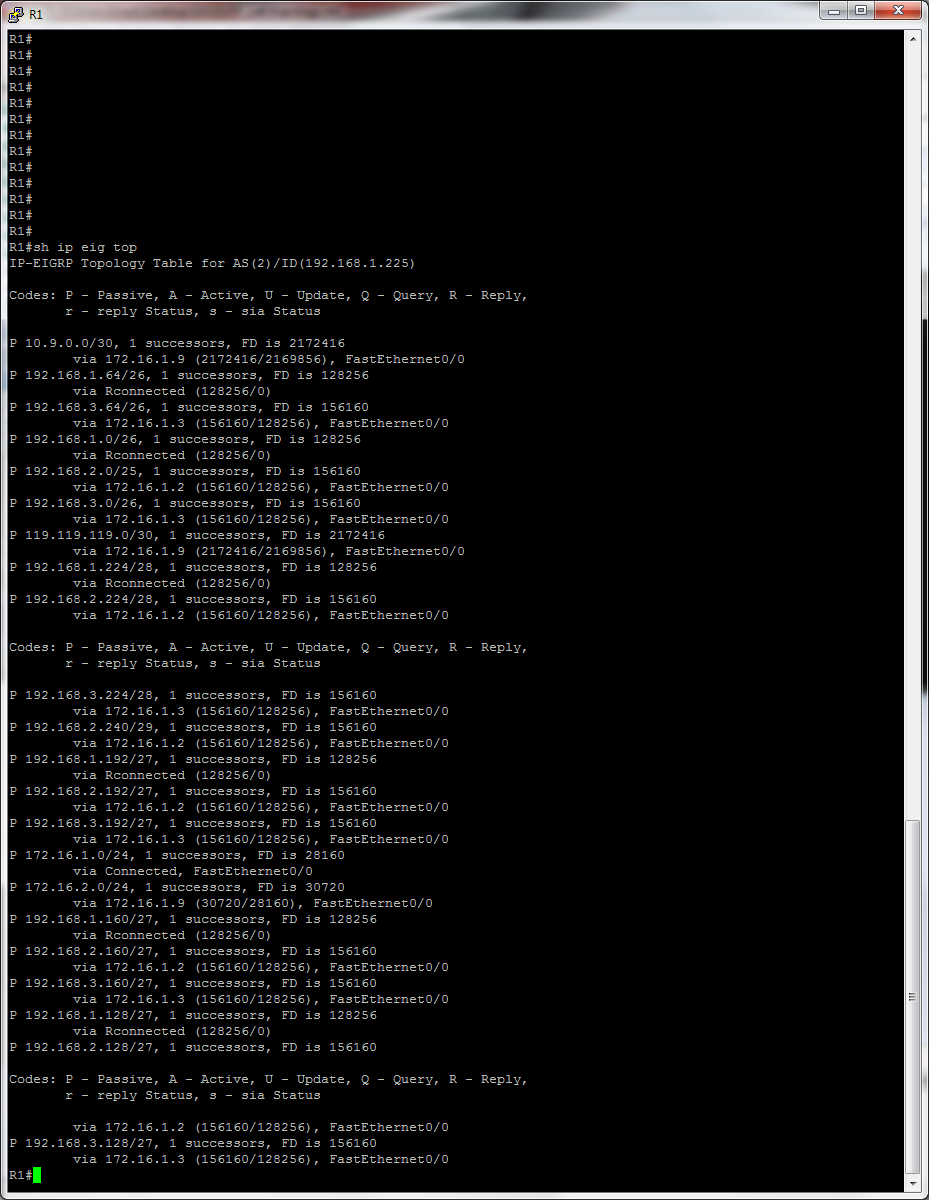 R1
R1#
R1#
R1#
R1#
R1#
R1#
R1#
R1#
R1#
R1#
R1#
R1#
R1#
R1#sh ip eig top
IP-EIGRP Topology Table for AS(2)/ID(192.168.1.225)
Codes: P - Passive, A - Active, U - Update, Q - Query, R - Reply,
r - reply Status, s - sia Status
P 10.9.0.0/30, 1 successors, FD is 2172416
via 172.16.1.9 (2172416/2169856), FastEthernet0/0
P 192.168.1.64/26, 1 successors, FD is 128256
via Rconnected (128256/0)
P 192.168.3.64/26, 1 successors, FD is 156160
via 172.16.1.3 (156160/128256), FastEthernet0/0
P 192.168.1.0/26, 1 successors, FD is 128256
via Rconnected (128256/0)
P 192.168.2.0/25, 1 successors, FD is 156160
via 172.16.1.2 (156160/128256), FastEthernet0/0
P 192.168.3.0/26, 1 successors, FD is 156160
via 172.16.1.3 (156160/128256), FastEthernet0/0
P 119.119.119.0/30, 1 successors, FD is 2172416
via 172.16.1.9 (2172416/2169856), FastEthernet0/0
P 192.168.1.224/28, 1 successors, FD is 128256
via Rconnected (128256/0)
P 192.168.2.224/28, 1 successors, FD is 156160
via 172.16.1.2 (156160/128256), FastEthernet0/0
Codes: P - Passive, A - Active, U - Update, Q - Query, R - Reply,
r - reply Status, s - sia Status
P 192.168.3.224/28, 1 successors, FD is 156160
via 172.16.1.3 (156160/128256), FastEthernet0/0
P 192.168.2.240/29, 1 successors, FD is 156160
via 172.16.1.2 (156160/128256), FastEthernet0/0
P 192.168.1.192/27, 1 successors, FD is 128256
via Rconnected (128256/0)
P 192.168.2.192/27, 1 successors, FD is 156160
via 172.16.1.2 (156160/128256), FastEthernet0/0
P 192.168.3.192/27, 1 successors, FD is 156160
via 172.16.1.3 (156160/128256), FastEthernet0/0
P 172.16.1.0/24, 1 successors, FD is 28160
via Connected, FastEthernet0/0
P 172.16.2.0/24, 1 successors, FD is 30720
via 172.16.1.9 (30720/28160), FastEthernet0/0
P 192.168.1.160/27, 1 successors, FD is 128256
via Rconnected (128256/0)
P 192.168.2.160/27, 1 successors, FD is 156160
via 172.16.1.2 (156160/128256), FastEthernet0/0
P 192.168.3.160/27, 1 successors, FD is 156160
via 172.16.1.3 (156160/128256), FastEthernet0/0
P 192.168.1.128/27, 1 successors, FD is 128256
via Rconnected (128256/0)
P 192.168.2.128/27, 1 successors, FD is 156160
Codes: P - Passive, A - Active, U - Update, Q - Query, R - Reply,
r - reply Status, s - sia Status
via 172.16.1.2 (156160/128256), FastEthernet0/0
P 192.168.3.128/27, 1 successors, FD is 156160
via 172.16.1.3 (156160/128256), FastEthernet0/0
R1#